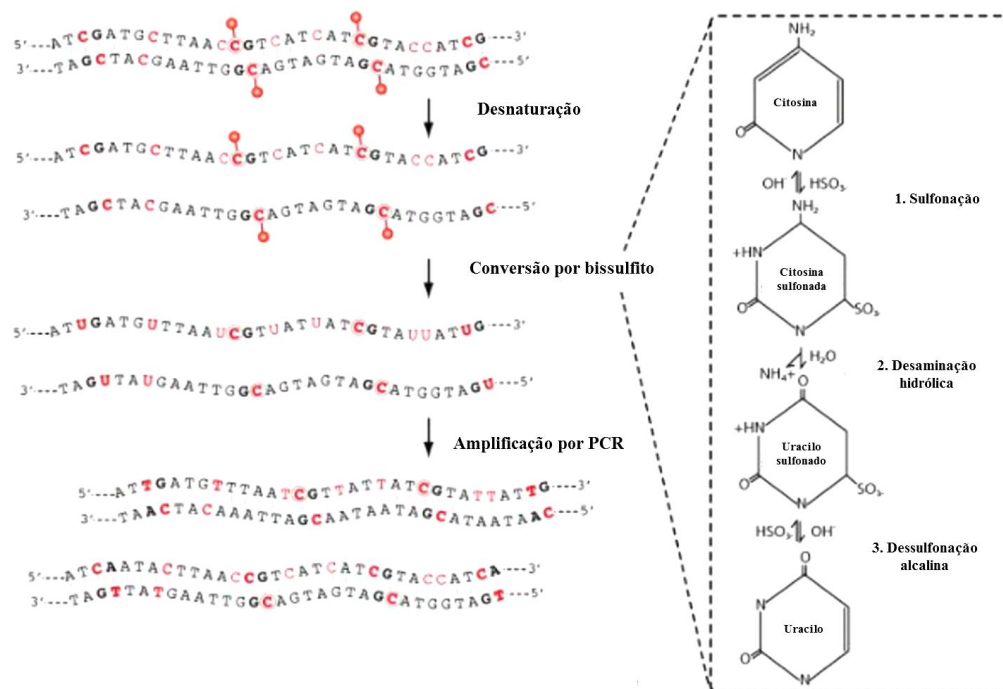 5'----ATCGATGCTTAACCGTCATCATCGTACCATCG---3'
3'----TAGCTACGAATTGGCAGTAGTAGCATGGTAGC---5'
Desnaturação
5'----ATCGATGCTTAACCGTCATCATCGTACCATCG---3'
3'----TAGCTACGAATTGGCAGTAGTAGCATGGTAGC---5'
Conversão por bissulfito
5'----ATUGATGUTTAAUCGTUATUATCGTAUUATUG---3'
3'----TAGUTAUGAATTGGCAGTAGTAGCATGGTAGU---5'
Amplificação por PCR
5'----ATTGATGTTTAATCGTTATTATCGTATTATTG---3'
3'----TAACTACAAATTAGCAATAATAGCATAATAAC---5'
5'----ATCAATACTTAACCGTCATCATCGTACCATCA---3'
3'----TAGTTATGAATTGGCAGTAGTAGCATGGTAGT---5'
NH₂
Citosina
O
N
OH⁻ HSO₃-
1. Sulfonação
NH₂
+HN
Citosina
sulfonada
O
SO₃-
N
H₂O
NH₄+
2. Desaminação
hidrólica
O
+HN
Uracilo
sulfonado
O
SO₃-
N
HSO₃- OH⁻
3. Dessulfonação
alcalina
O
N
Uracilo
O
N